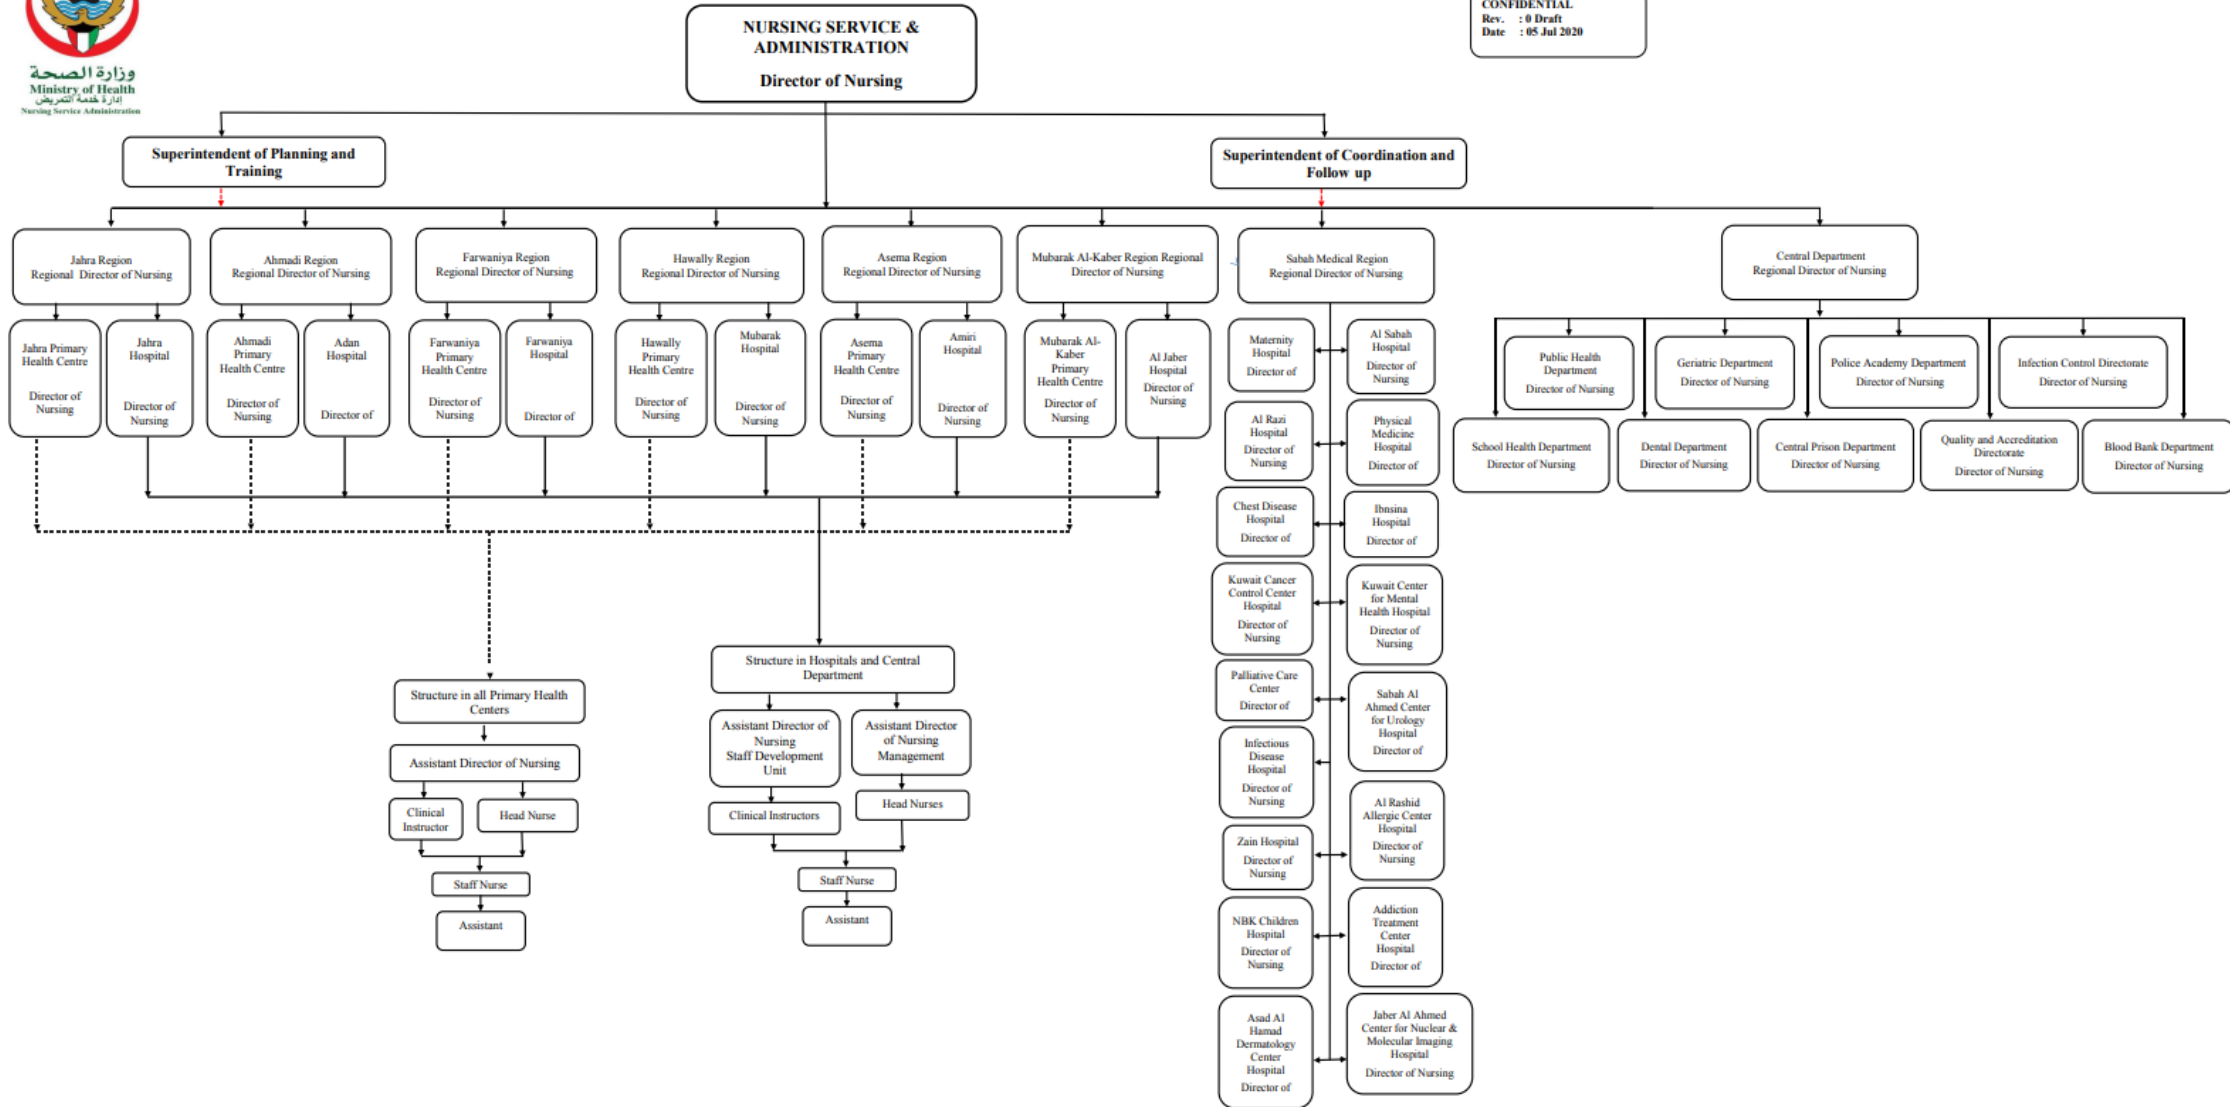 وزارة الصحة
Ministry of Health
إدارة خدمة التمريض
Nursing Service Administration
NURSING SERVICE &
ADMINISTRATION
Director of Nursing
CONFIDENTIAL
Rev. : 0 Draft
Date : 05 Jul 2020
Superintendent of Planning and
Training
Superintendent of Coordination and
Follow up
Jahra Region
Regional Director of Nursing
Ahmadi Region
Regional Director of Nursing
Farwaniya Region
Regional Director of Nursing
Hawally Region
Regional Director of Nursing
Asema Region
Regional Director of Nursing
Mubarak Al-Kaber Region Regional
Director of Nursing
Sabah Medical Region
Regional Director of Nursing
Central Department
Regional Director of Nursing
Jahra Primary
Health Centre
Director of
Nursing
Jahra
Hospital
Director of
Nursing
Ahmadi
Primary
Health Centre
Director of
Nursing
Adan
Hospital
Director of
Farwaniya
Primary
Health Centre
Director of
Nursing
Farwaniya
Hospital
Director of
Hawally
Primary
Health Centre
Director of
Nursing
Mubarak
Hospital
Director of
Nursing
Asema
Primary
Health Centre
Director of
Nursing
Amiri
Hospital
Director of
Nursing
Mubarak Al-
Kaber
Primary
Health Centre
Director of
Nursing
Al Jaber
Hospital
Director of
Nursing
Maternity
Hospital
Director of
Al Sabah
Hospital
Director of
Nursing
Al Razi
Hospital
Director of
Nursing
Physical
Medicine
Hospital
Director of
Chest Disease
Hospital
Director of
Ibnsina
Hospital
Director of
Kuwait Cancer
Control Center
Hospital
Director of
Nursing
Kuwait Center
for Mental
Health Hospital
Director of
Nursing
Palliative Care
Center
Director of
Sabah Al
Ahmed Center
for Urology
Hospital
Director of
Infectious
Disease
Hospital
Director of
Nursing
Al Rashid
Allergic Center
Hospital
Director of
Nursing
Zain Hospital
Director of
Nursing
NBK Children
Hospital
Director of
Nursing
Addiction
Treatment
Center
Hospital
Director of
Asad Al
Hamad
Dermatology
Center
Hospital
Director of
Jaber Al Ahmed
Center for Nuclear &
Molecular Imaging
Hospital
Director of Nursing
Public Health
Department
Director of Nursing
Geriatric Department
Director of Nursing
Police Academy Department
Director of Nursing
Infection Control Directorate
Director of Nursing
School Health Department
Director of Nursing
Dental Department
Director of Nursing
Central Prison Department
Director of Nursing
Quality and Accreditation
Directorate
Director of Nursing
Blood Bank Department
Director of Nursing
Structure in all Primary Health
Centers
Assistant Director of Nursing
Clinical
Instructor
Head Nurse
Staff Nurse
Assistant
Structure in Hospitals and Central
Department
Assistant Director of
Nursing
Staff Development
Unit
Assistant Director
of Nursing
Management
Clinical Instructors
Head Nurses
Staff Nurse
Assistant